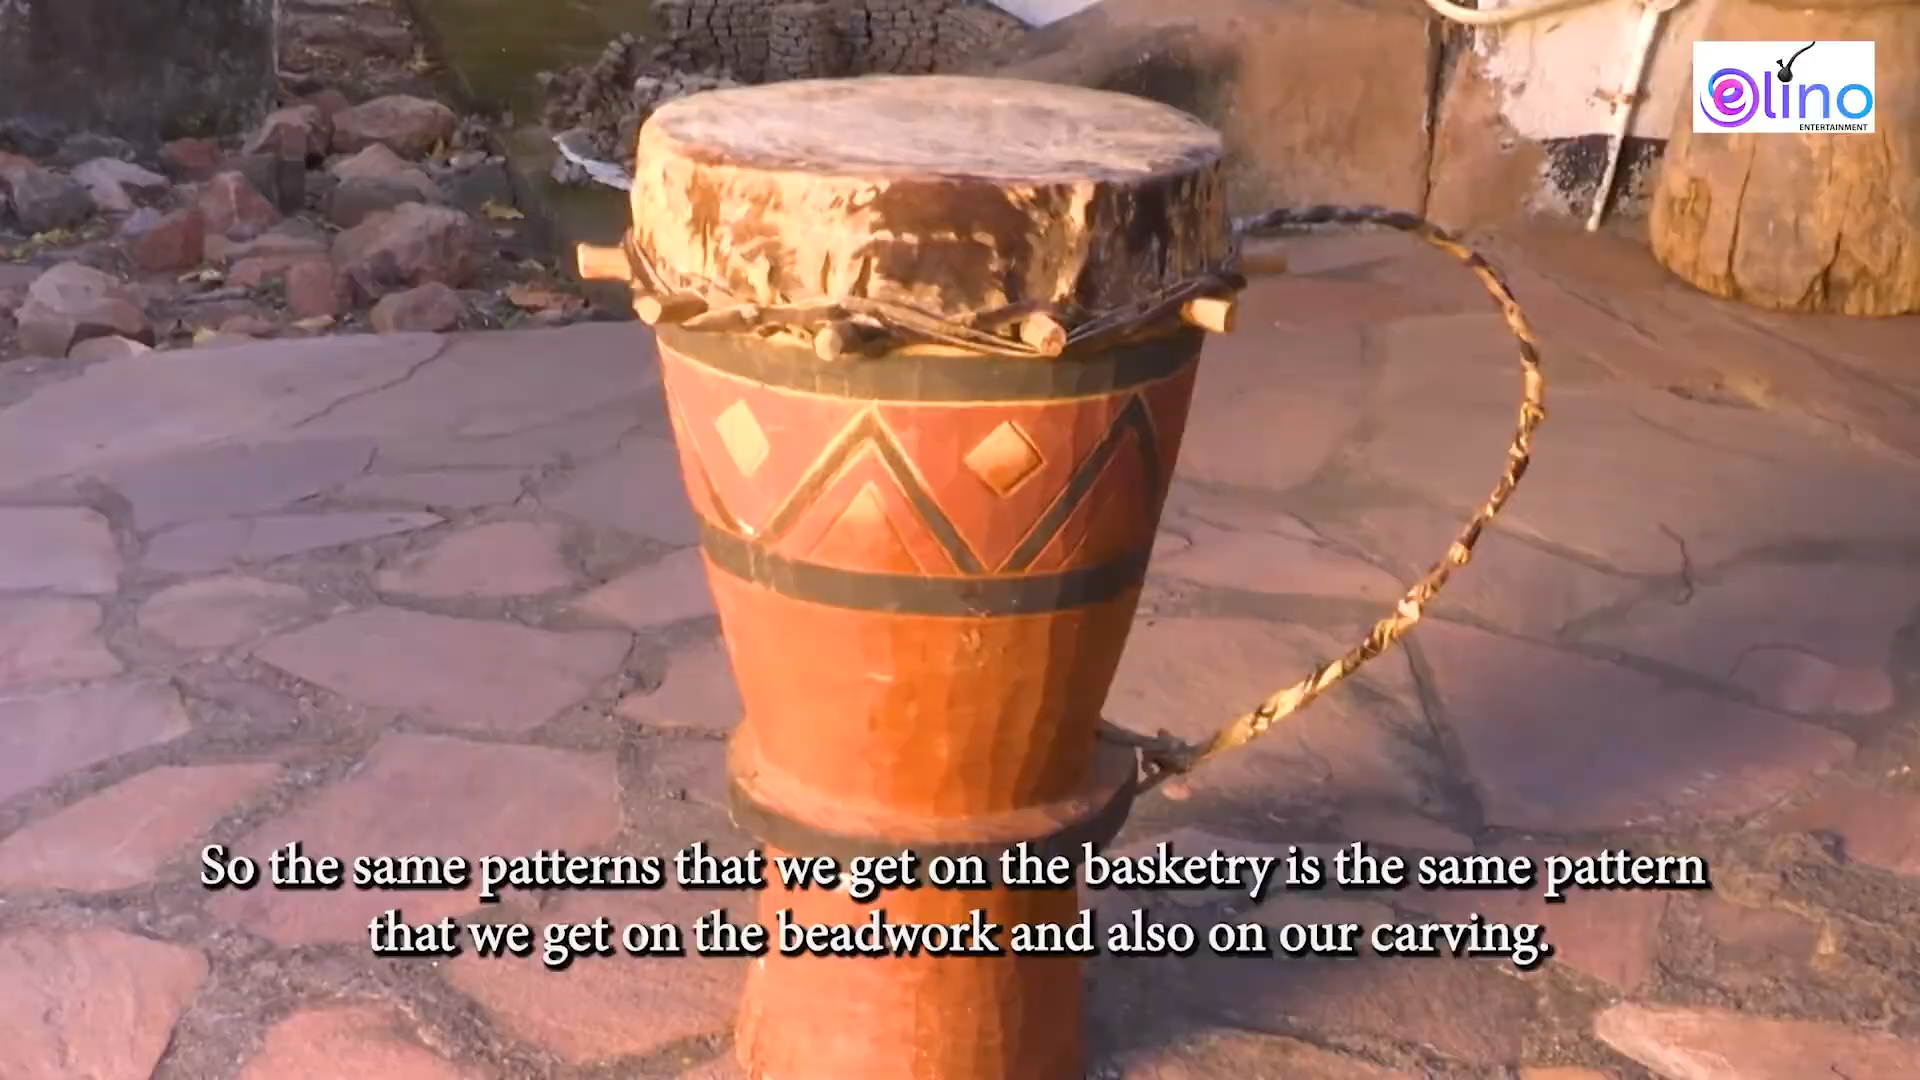 elino
ENTERTAINMENT
So the same patterns that we get on the basketry is the same pattern
that we get on the beadwork and also on our carving.